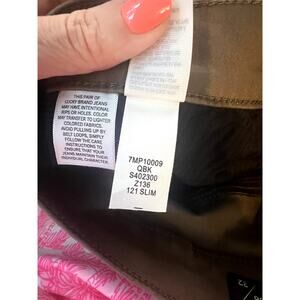 THIS PAIR OF
LUCKY BRAND JEANS
MAY HAVE INTENTIONAL
RIPS OR HOLES. COLOR
MAY TRANSFER TO LIGHTER
COLORED FABRICS.
AVOID PULLING UP BY
BELT LOOPS, SIMPLY
FOLLOW THE CARE
INSTRUCTIONS TO
ENSURE THAT YOUR
JEANS MAINTAIN THEIR
INDIVIDUAL CHARACTER.
7MP10009
QBK
S402300
Z136
121 SLIM
32